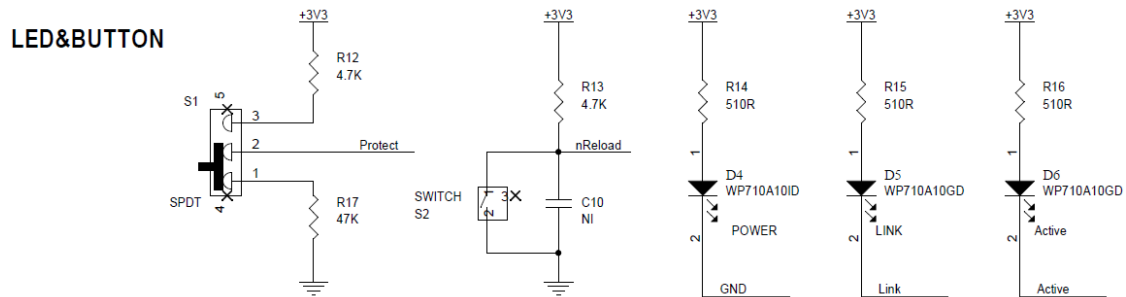 LED&BUTTON
+3V3
R12
4.7K
S1
5
3
2
1
4
SPDT
Protect
R17
47K
+3V3
R13
4.7K
nReload
SWITCH
S2
1
2
3
C10
NI
+3V3
R14
510R
1
D4
WP710A10ID
2
POWER
GND
+3V3
R15
510R
1
D5
WP710A10GD
2
LINK
Link
+3V3
R16
510R
1
D6
WP710A10GD
2
Active
Active